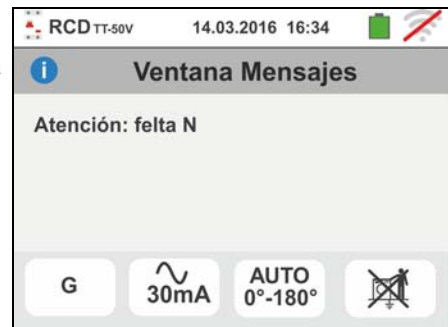 RCD TT-50V 14.03.2016 16:34
i Ventana Mensajes
Atención: felta N
G 30mA AUTO
0°-180°